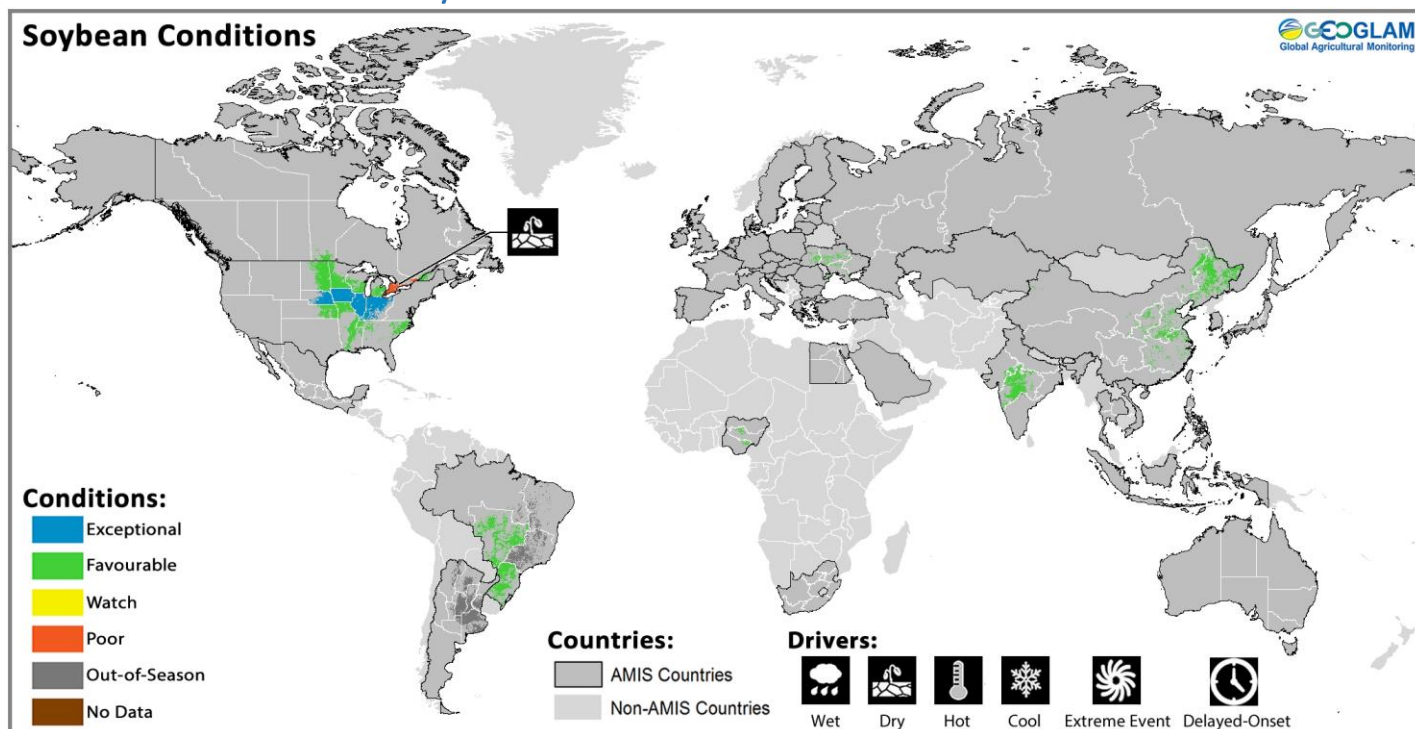 Soybean Conditions
GEOGLAM
Global Agricultural Monitoring
Conditions:
Exceptional
Favourable
Watch
Poor
Out-of-Season
No Data
Countries:
AMIS Countries
Non-AMIS Countries
Drivers:
Wet
Dry
Hot
Cool
Extreme Event
Delayed-Onset